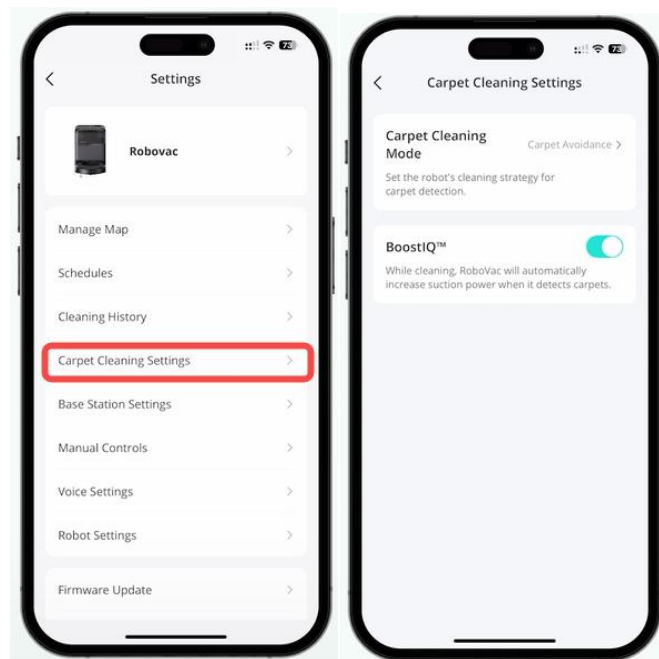 73
Settings
Robovac
Manage Map
Schedules
Cleaning History
Carpet Cleaning Settings
Base Station Settings
Manual Controls
Voice Settings
Robot Settings
Firmware Update
73
Carpet Cleaning Settings
Carpet Cleaning
Mode
Carpet Avoidance
Set the robot's cleaning strategy for
carpet detection.
BoostIQ™
While cleaning, RoboVac will automatically
increase suction power when it detects carpets.